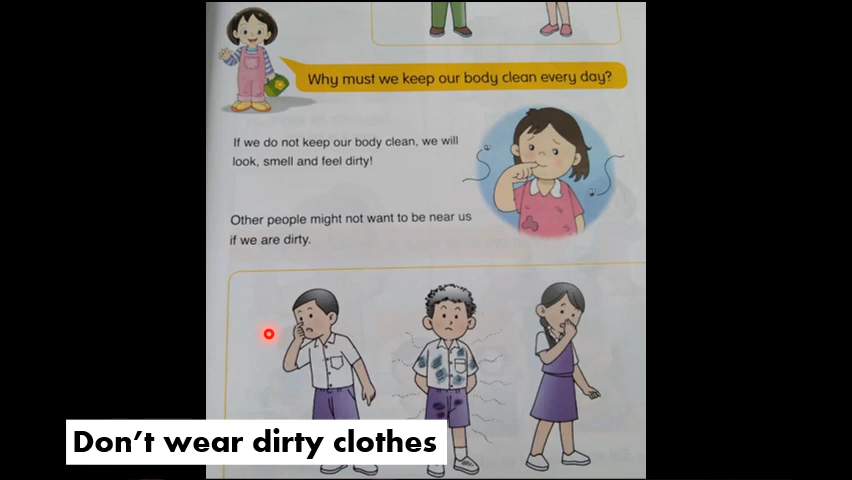 Why must we keep our body clean every day?
If we do not keep our body clean, we will
look, smell and feel dirty!
Other people might not want to be near us
if we are dirty.
Don't wear dirty clothes